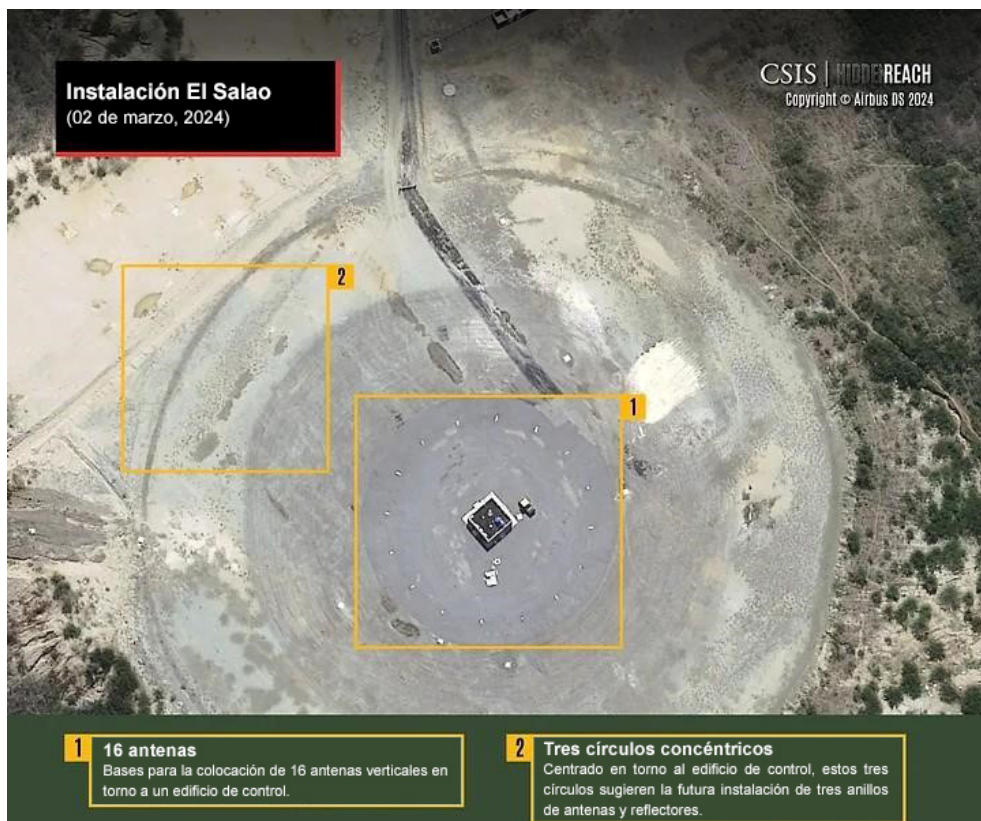 Instalación El Salao
(02 de marzo, 2024)
CSIS | HIDDENREACH
Copyright © Airbus DS 2024
2
1
1
16 antenas
Bases para la colocación de 16 antenas verticales en
torno a un edificio de control.
2
Tres círculos concéntricos
Centrado en torno al edificio de control, estos tres
círculos sugieren la futura instalación de tres anillos
de antenas y reflectores.